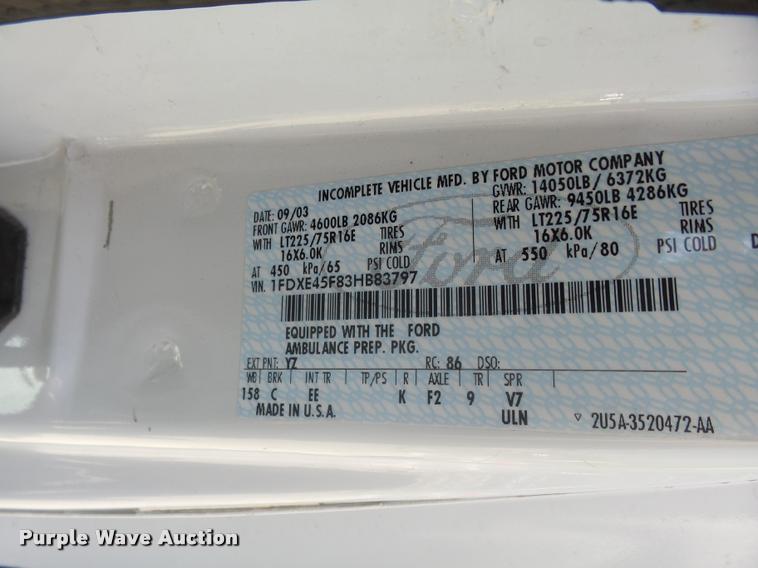 INCOMPLETE VEHICLE MFD. BY FORD MOTOR COMPANY
DATE: 09/03 GVWR: 14050LB / 6372KG
FRONT GAWR: 4600LB 2086KG REAR GAWR: 9450LB 4286KG
WITH LT225/75R16E TIRES WITH LT225/75R16E TIRES
16X6.0K RIMS 16X6.0K RIMS
AT 450 kPa/65 PSI COLD AT 550 kPa/80 PSI COLD
VIN: 1FDXE45F83HB83797
Ford
EQUIPPED WITH THE FORD
AMBULANCE PREP. PKG.
EXT PNT: YZ RC: 86 DSO:
WB BRK INT TR TP/PS R AXLE TR SPR
158 C EE K F2 9 V7
MADE IN U.S.A. ULN 2U5A-3520472-AA
Purple Wave Auction